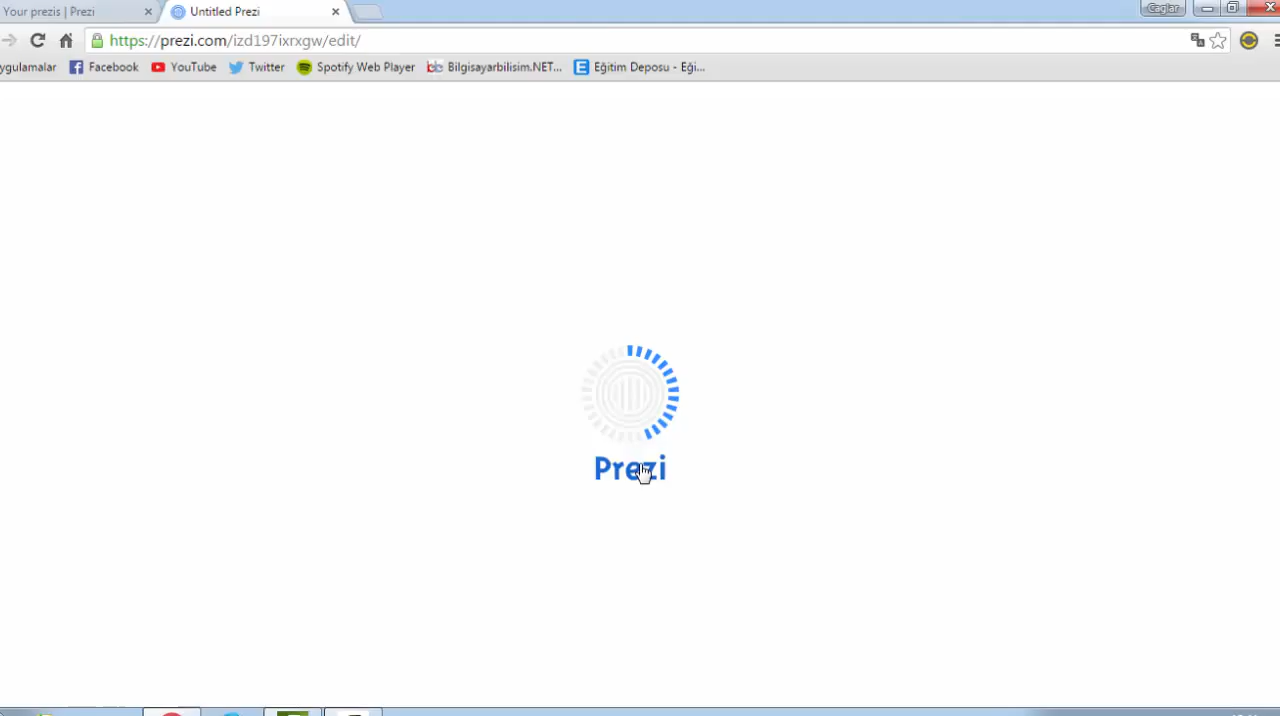 Your prezis | Prezi
Untitled Prezi
Caglar
https://prezi.com/izd197ixrxgw/edit/
ygulamalar
Facebook
YouTube
Twitter
Spotify Web Player
Bilgisayarbilisim.NET...
Eğitim Deposu - Eği...
Prezi